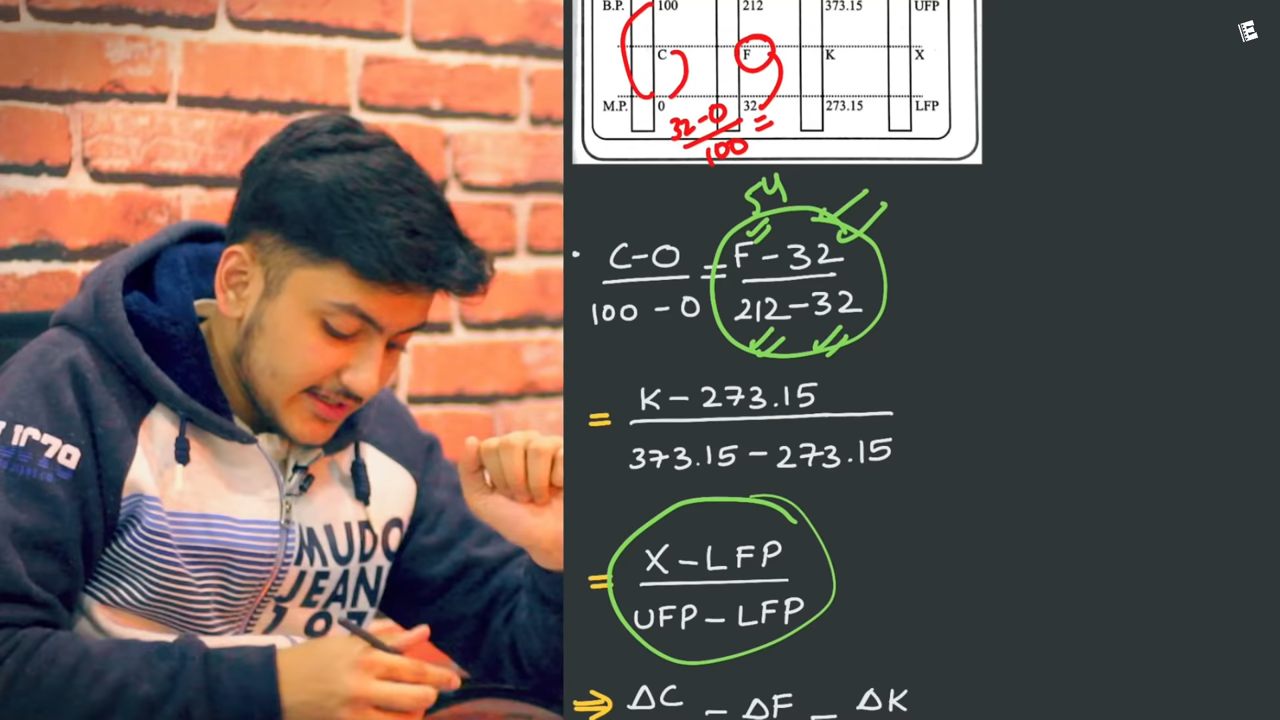 B.P. 100 212 373.15 UFP
C F K X
M.P. 0 32 273.15 LFP
32-0 =
100
54
C-0 = F-32
100-0 212-32
= K-273.15
373.15-273.15
= X-LFP
UFP-LFP
⇒ ΔC - ΔF - ΔK
MUDO
JEAN